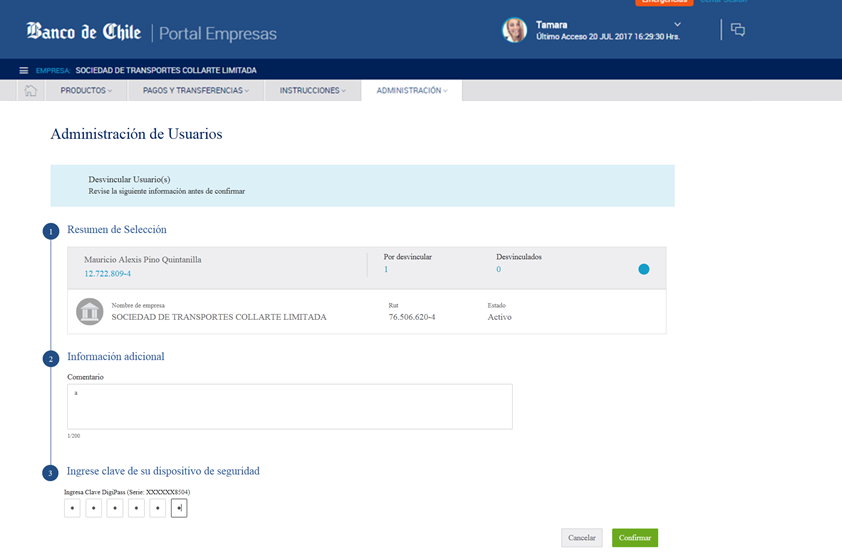 Emergencias Cerrar Sesión
Banco de Chile | Portal Empresas
Tamara
Último Acceso 20 JUL 2017 16:29:30 Hrs.
EMPRESA: SOCIEDAD DE TRANSPORTES COLLARTE LIMITADA
PRODUCTOS PAGOS Y TRANSFERENCIAS INSTRUCCIONES ADMINISTRACIÓN
Administración de Usuarios
Desvincular Usuario(s)
Revise la siguiente información antes de confirmar
1 Resumen de Selección
Mauricio Alexis Pino Quintanilla Por desvincular Desvinculados
12.722.809-4 1 0
Nombre de empresa Rut Estado
SOCIEDAD DE TRANSPORTES COLLARTE LIMITADA 76.506.620-4 Activo
2 Información adicional
Comentario
a
1/200
3 Ingrese clave de su dispositivo de seguridad
Ingresa Clave DigiPass (Serie: XXXXXX8504)
Cancelar Confirmar